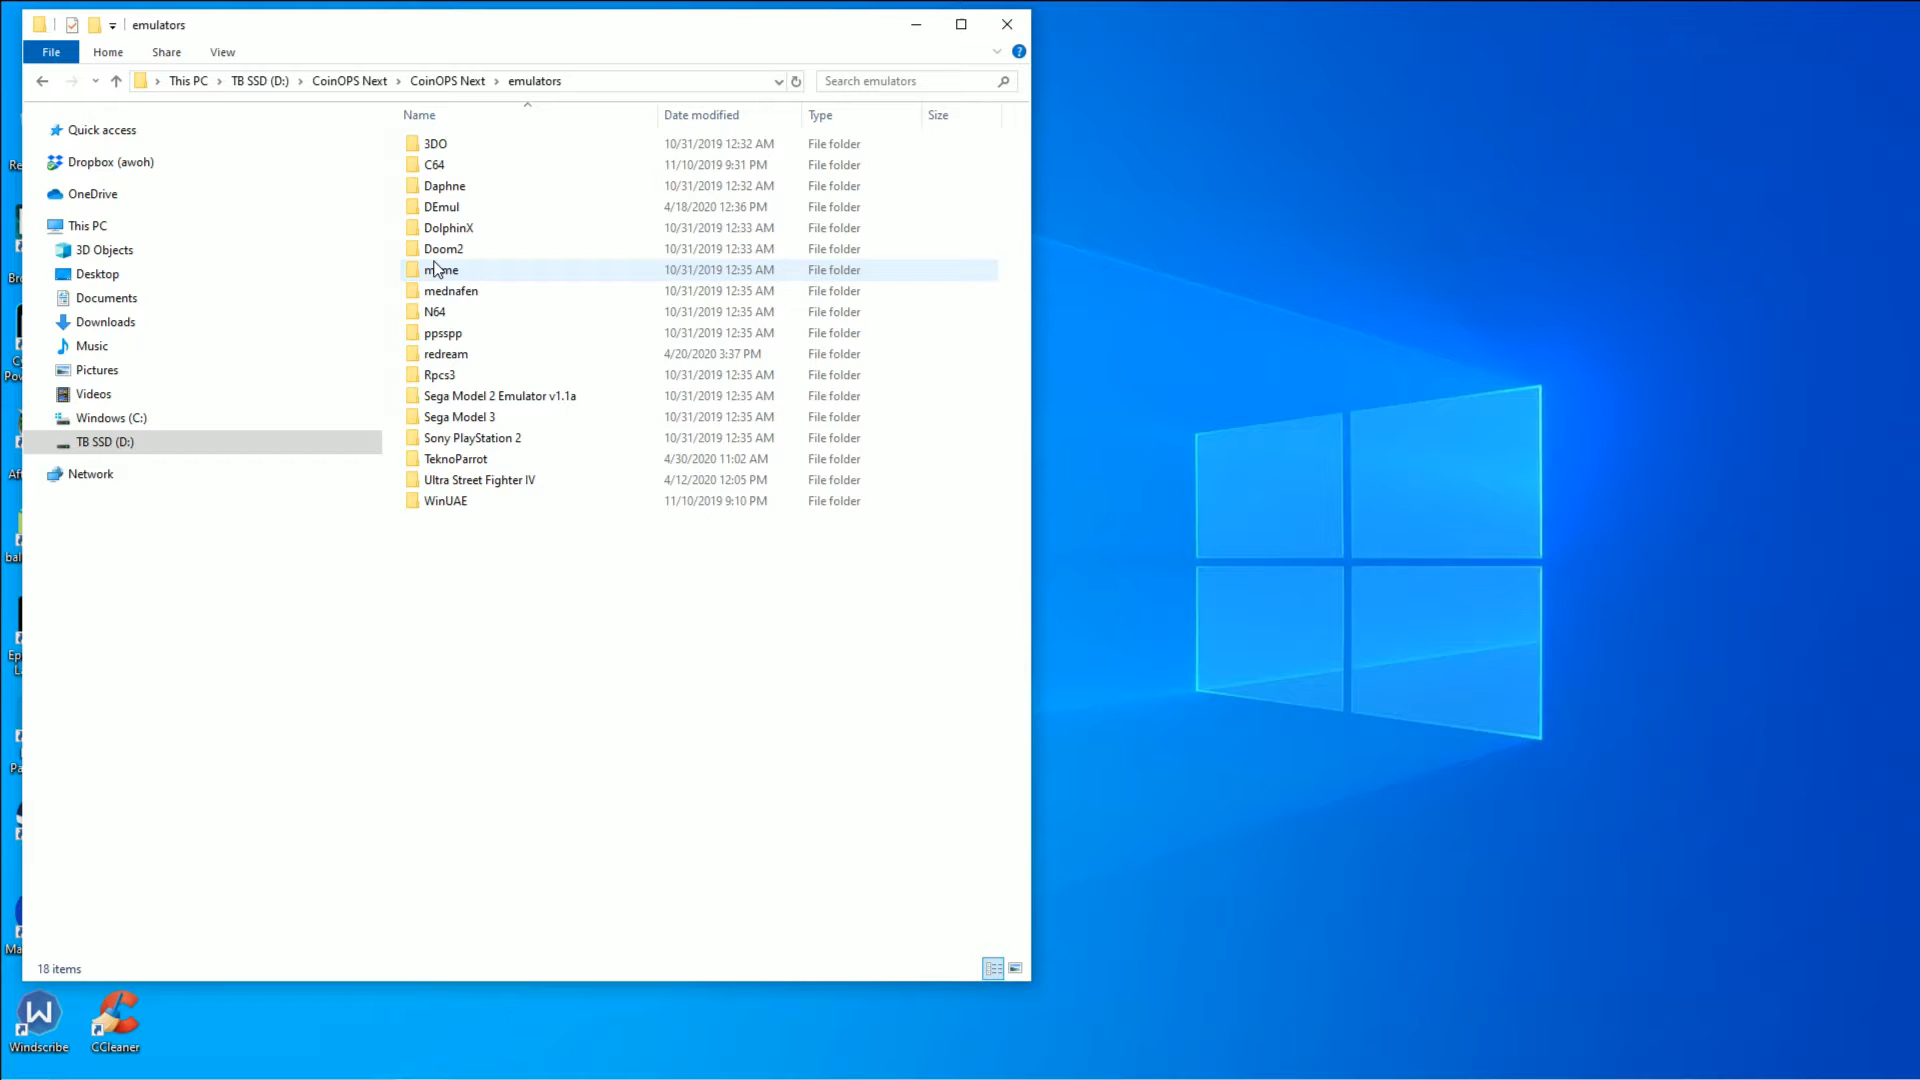 emulators
File Home Share View
This PC TB SSD (D:) CoinOPS Next CoinOPS Next emulators Search emulators
Name Date modified Type Size
Quick access
Dropbox (awoh)
OneDrive
This PC
3D Objects
Desktop
Documents
Downloads
Music
Pictures
Videos
Windows (C:)
TB SSD (D:)
Network
3DO 10/31/2019 12:32 AM File folder
C64 11/10/2019 9:31 PM File folder
Daphne 10/31/2019 12:32 AM File folder
DEmul 4/18/2020 12:36 PM File folder
DolphinX 10/31/2019 12:33 AM File folder
Doom2 10/31/2019 12:33 AM File folder
10/31/2019 12:35 AM File folder
mednafen 10/31/2019 12:35 AM File folder
N64 10/31/2019 12:35 AM File folder
ppsspp 10/31/2019 12:35 AM File folder
redream 4/20/2020 3:37 PM File folder
Rpcs3 10/31/2019 12:35 AM File folder
Sega Model 2 Emulator v1.1a 10/31/2019 12:35 AM File folder
Sega Model 3 10/31/2019 12:35 AM File folder
Sony PlayStation 2 10/31/2019 12:35 AM File folder
TeknoParrot 4/30/2020 11:02 AM File folder
Ultra Street Fighter IV 4/12/2020 12:05 PM File folder
WinUAE 11/10/2019 9:10 PM File folder
18 items
Windscribe CCleaner